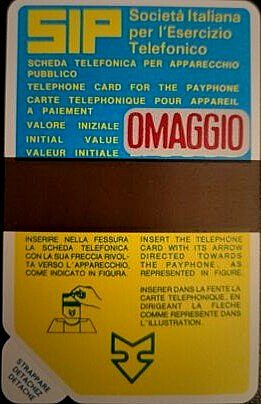 SIP Società Italiana
per l'Esercizio
Telefonico
SCHEDA TELEFONICA PER APPARECCHIO
PUBBLICO
TELEPHONE CARD FOR THE PAYPHONE
CARTE TELEPHONIQUE POUR APPAREIL
A PAIEMENT
VALORE INIZIALE
INITIAL VALUE
VALEUR INITIALE
OMAGGIO
INSERIRE NELLA FESSURA
LA SCHEDA TELEFONICA
CON LA SUA FRECCIA RIVOL-
TA VERSO L'APPARECCHIO,
COME INDICATO IN FIGURA.
INSERT THE TELEPHONE
CARD WITH ITS ARROW
DIRECTED TOWARDS
THE PAYPHONE, AS
REPRESENTED IN FIGURE.
INSERER DANS LA FENTE LA
CARTE TELEPHONIQUE, EN
DIRIGEANT LA FLECHE
COMME REPRESENTE DANS
L'ILLUSTRATION.
STRAPPARE
DETACHEZ
DETACHE